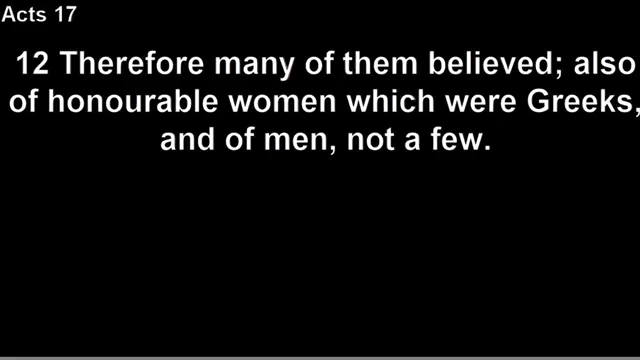 Acts 17
12 Therefore many of them believed; also
of honourable women which were Greeks,
and of men, not a few.